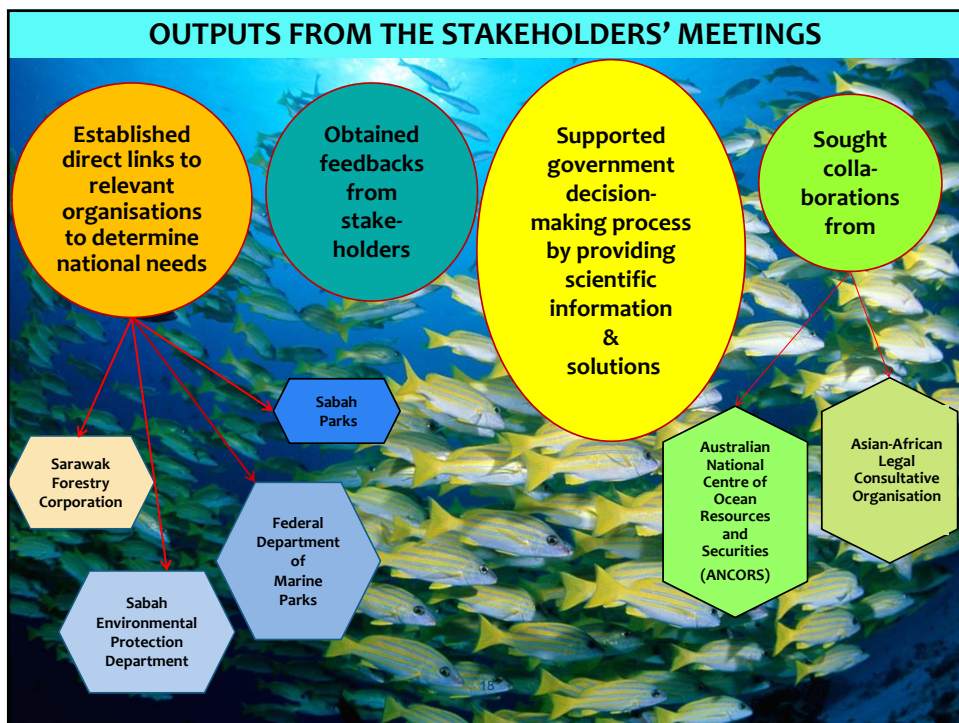 OUTPUTS FROM THE STAKEHOLDERS' MEETINGS
Established
direct links to
relevant
organisations
to determine
national needs
Obtained
feedbacks
from
stake-
holders
Supported
government
decision-
making process
by providing
scientific
information
&
solutions
Sought
colla-
borations
from
Sabah
Parks
Sarawak
Forestry
Corporation
Federal
Department
of
Marine
Parks
Sabah
Environmental
Protection
Department
Australian
National
Centre of
Ocean
Resources
and
Securities
(ANCORS)
Asian-African
Legal
Consultative
Organisation
18